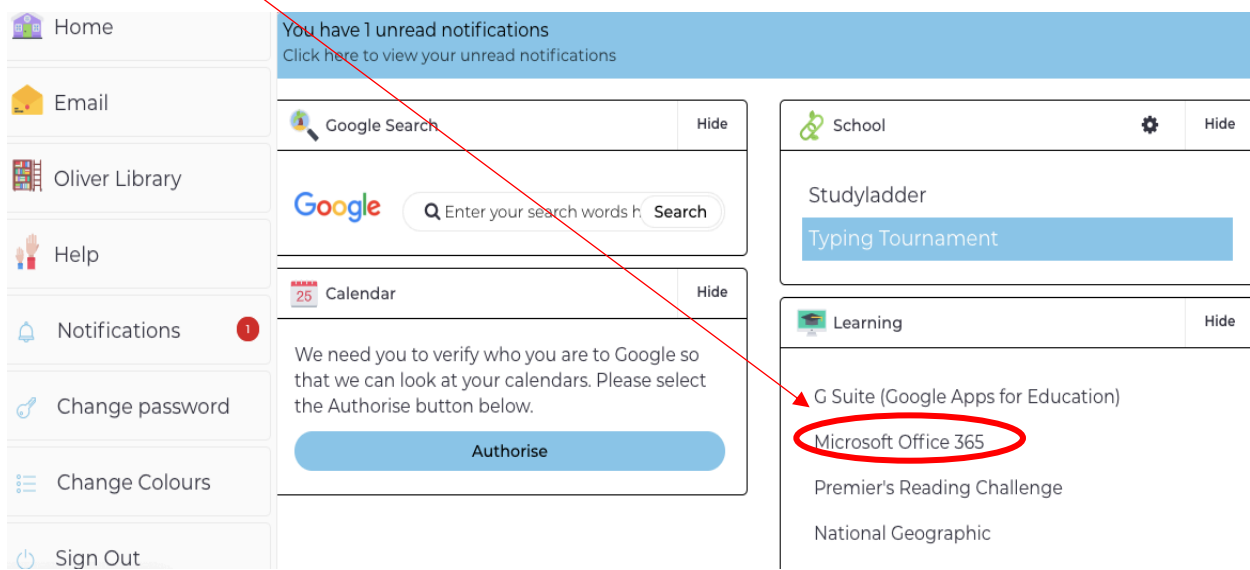 Home
Email
Oliver Library
Help
Notifications 1
Change password
Change Colours
Sign Out
You have 1 unread notifications
Click here to view your unread notifications
Google Search Hide
Google Enter your search words h Search
25 Calendar Hide
We need you to verify who you are to Google so
that we can look at your calendars. Please select
the Authorise button below.
Authorise
School Hide
Studyladder
Typing Tournament
Learning Hide
G Suite (Google Apps for Education)
Microsoft Office 365
Premier's Reading Challenge
National Geographic